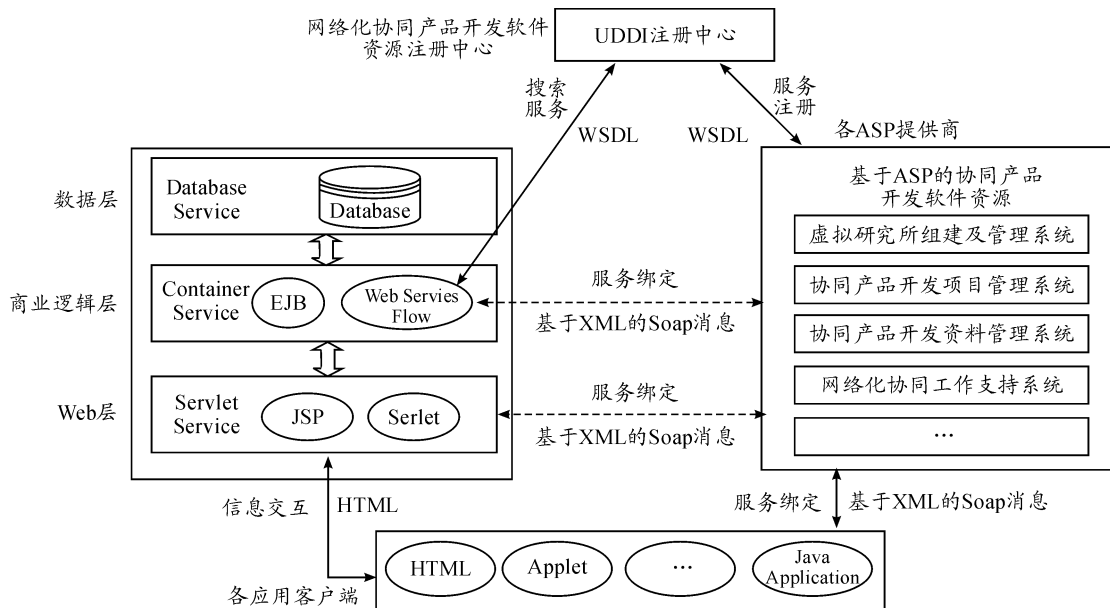 网络化协同产品开发软件
资源注册中心
UDDI注册中心
搜索
服务
WSDL
服务
注册
WSDL
各ASP提供商
数据层
Database
Service
Database
商业逻辑层
Container
Service
EJB
Web Servies
Flow
Web层
Servlet
Service
JSP
Serlet
服务绑定
基于XML的Soap消息
服务绑定
基于XML的Soap消息
基于ASP的协同产品
开发软件资源
虚拟研究所组建及管理系统
协同产品开发项目管理系统
协同产品开发资料管理系统
网络化协同工作支持系统
…
信息交互
HTML
服务绑定
基于XML的Soap消息
各应用客户端
HTML
Applet
…
Java
Application